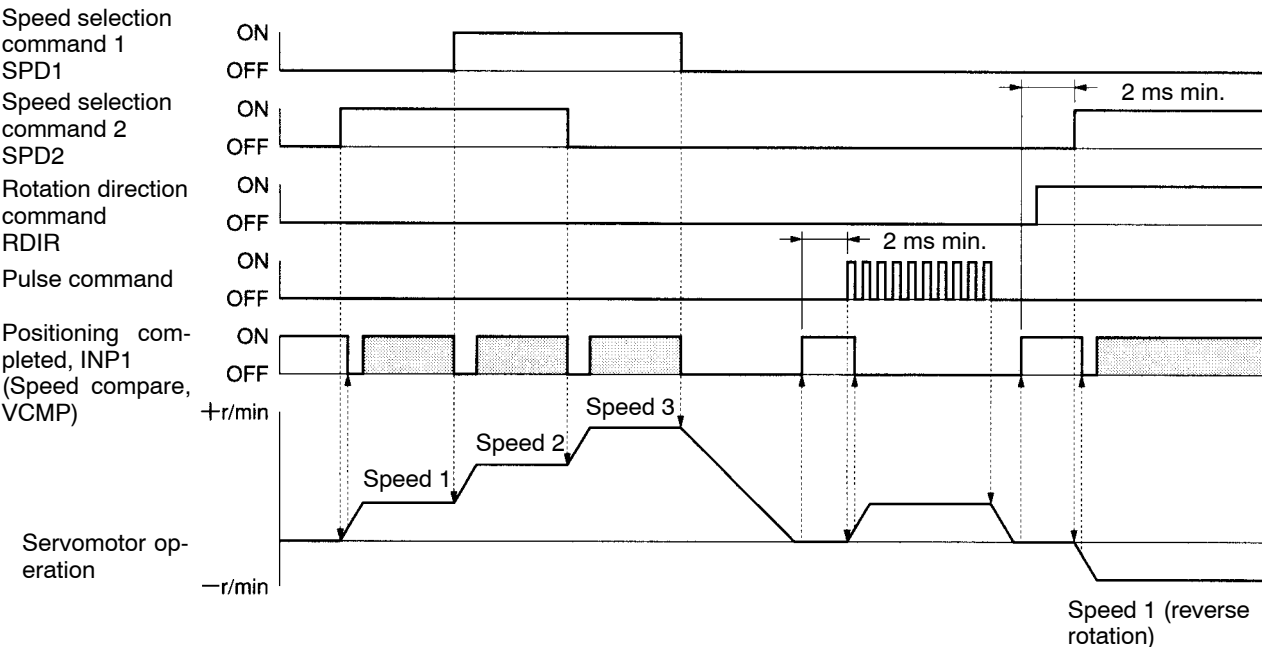 Speed selection
command 1
SPD1
ON
OFF
Speed selection
command 2
SPD2
ON
OFF
2 ms min.
Rotation direction
command
RDIR
ON
OFF
Pulse command
ON
OFF
2 ms min.
Positioning com-
pleted, INP1
(Speed compare,
VCMP)
ON
OFF
+r/min
Speed 1
Speed 2
Speed 3
Servomotor op-
eration
—r/min
Speed 1 (reverse
rotation)